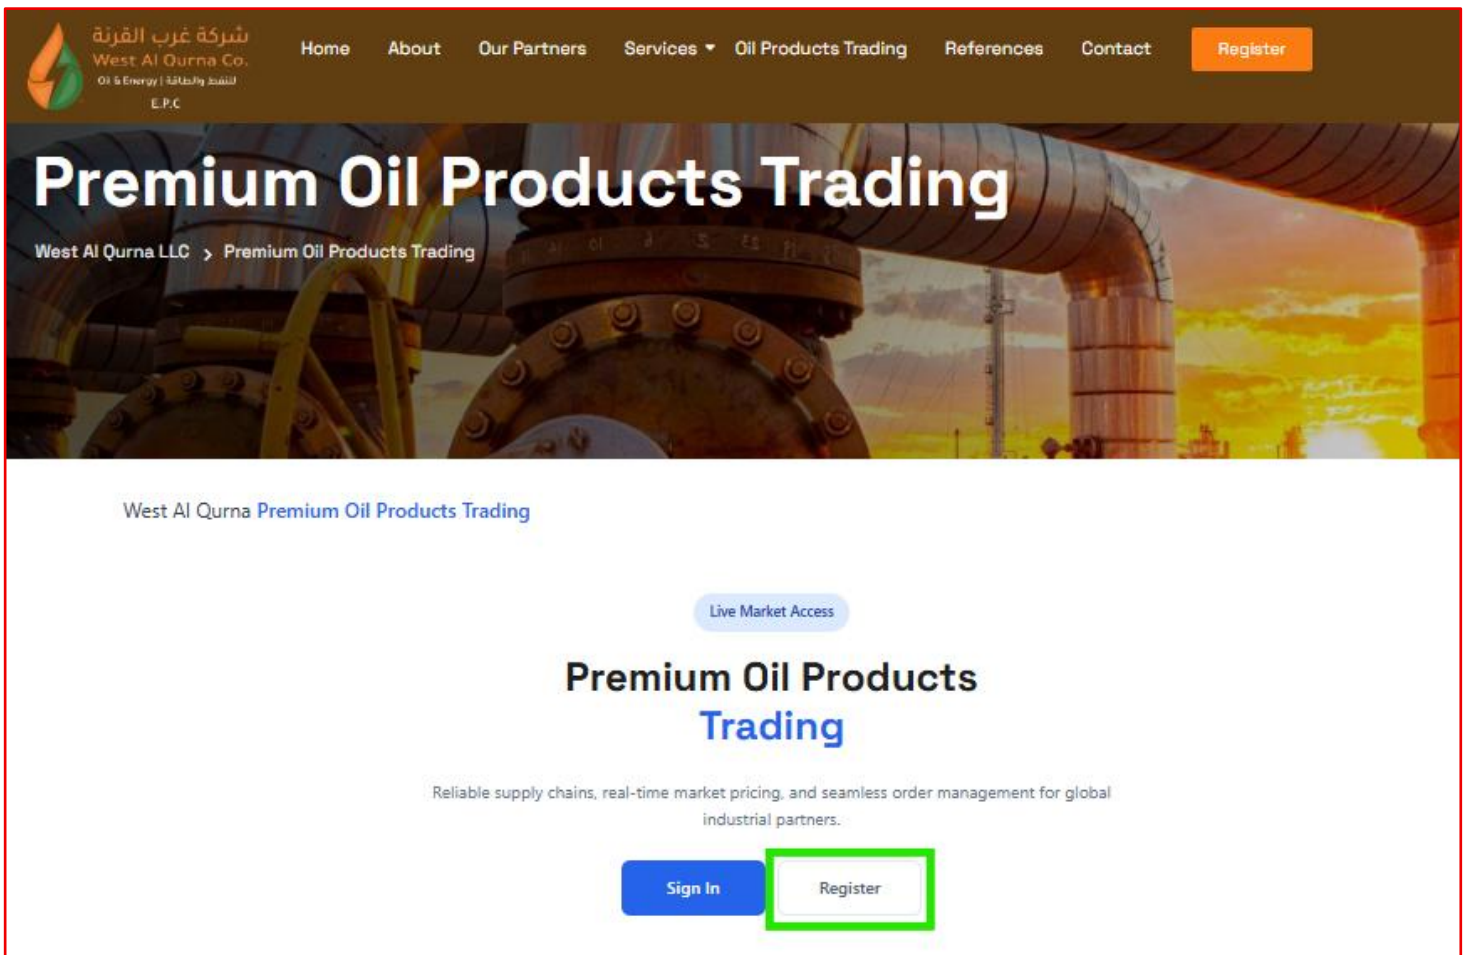 شركة غرب القرنة
West Al Qurna Co.
Oil & Energy | للنفط والطاقة
E.P.C
Home About Our Partners Services Oil Products Trading References Contact Register
Premium Oil Products Trading
West Al Qurna LLC > Premium Oil Products Trading
West Al Qurna Premium Oil Products Trading
Live Market Access
Premium Oil Products
Trading
Reliable supply chains, real-time market pricing, and seamless order management for global
industrial partners.
Sign In Register